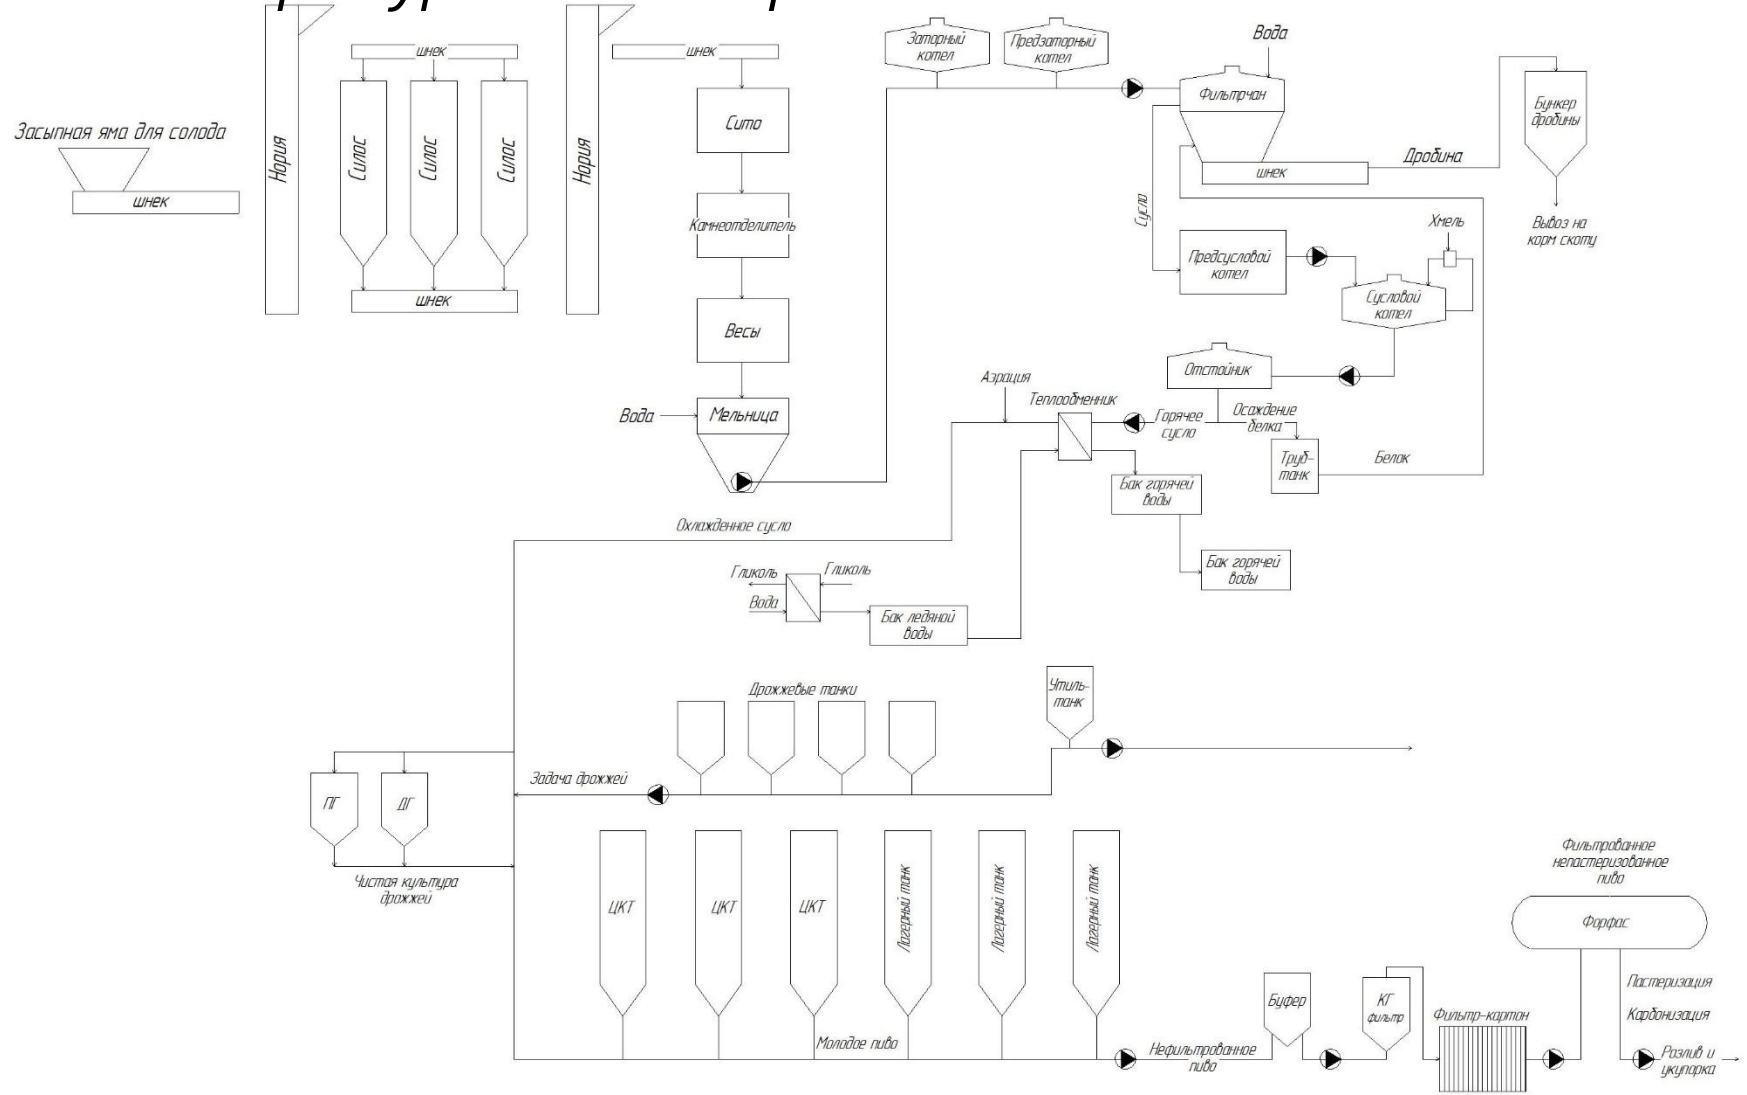 шнек
шнек
Заторный
котел
Предзаторный
котел
Вода
Фильтрчан
Бункер
дробины
Сито
Засыпная яма для солода
Нория
Силос
Силос
Силос
Нория
Дробина
шнек
шнек
Сусло
Камнеотделитель
Хмель
Вывоз на
корм скоту
Предсусловой
котел
шнек
Сусловой
котел
Весы
Отстойник
Аэрация
Теплообменник
Вода
Мельница
Горячее
сусло
Осаждение
белка
Труб-
танк
Белок
Бак горячей
воды
Охлажденное сусло
Бак горячей
воды
Гликоль
Гликоль
Вода
Бак ледяной
воды
Дрожжевые танки
Утиль-
танк
Задача дрожжей
ПГ
ДГ
Чистая культура
дрожжей
ЦКТ
ЦКТ
ЦКТ
Лагерный танк
Лагерный танк
Лагерный танк
Фильтрованное
непастеризованное
пиво
Форфас
Пастеризация
Карбонизация
Буфер
КГ
фильтр
Фильтр-картон
Молодое пиво
Нефильтрованное
пиво
Розлив и
укупорка